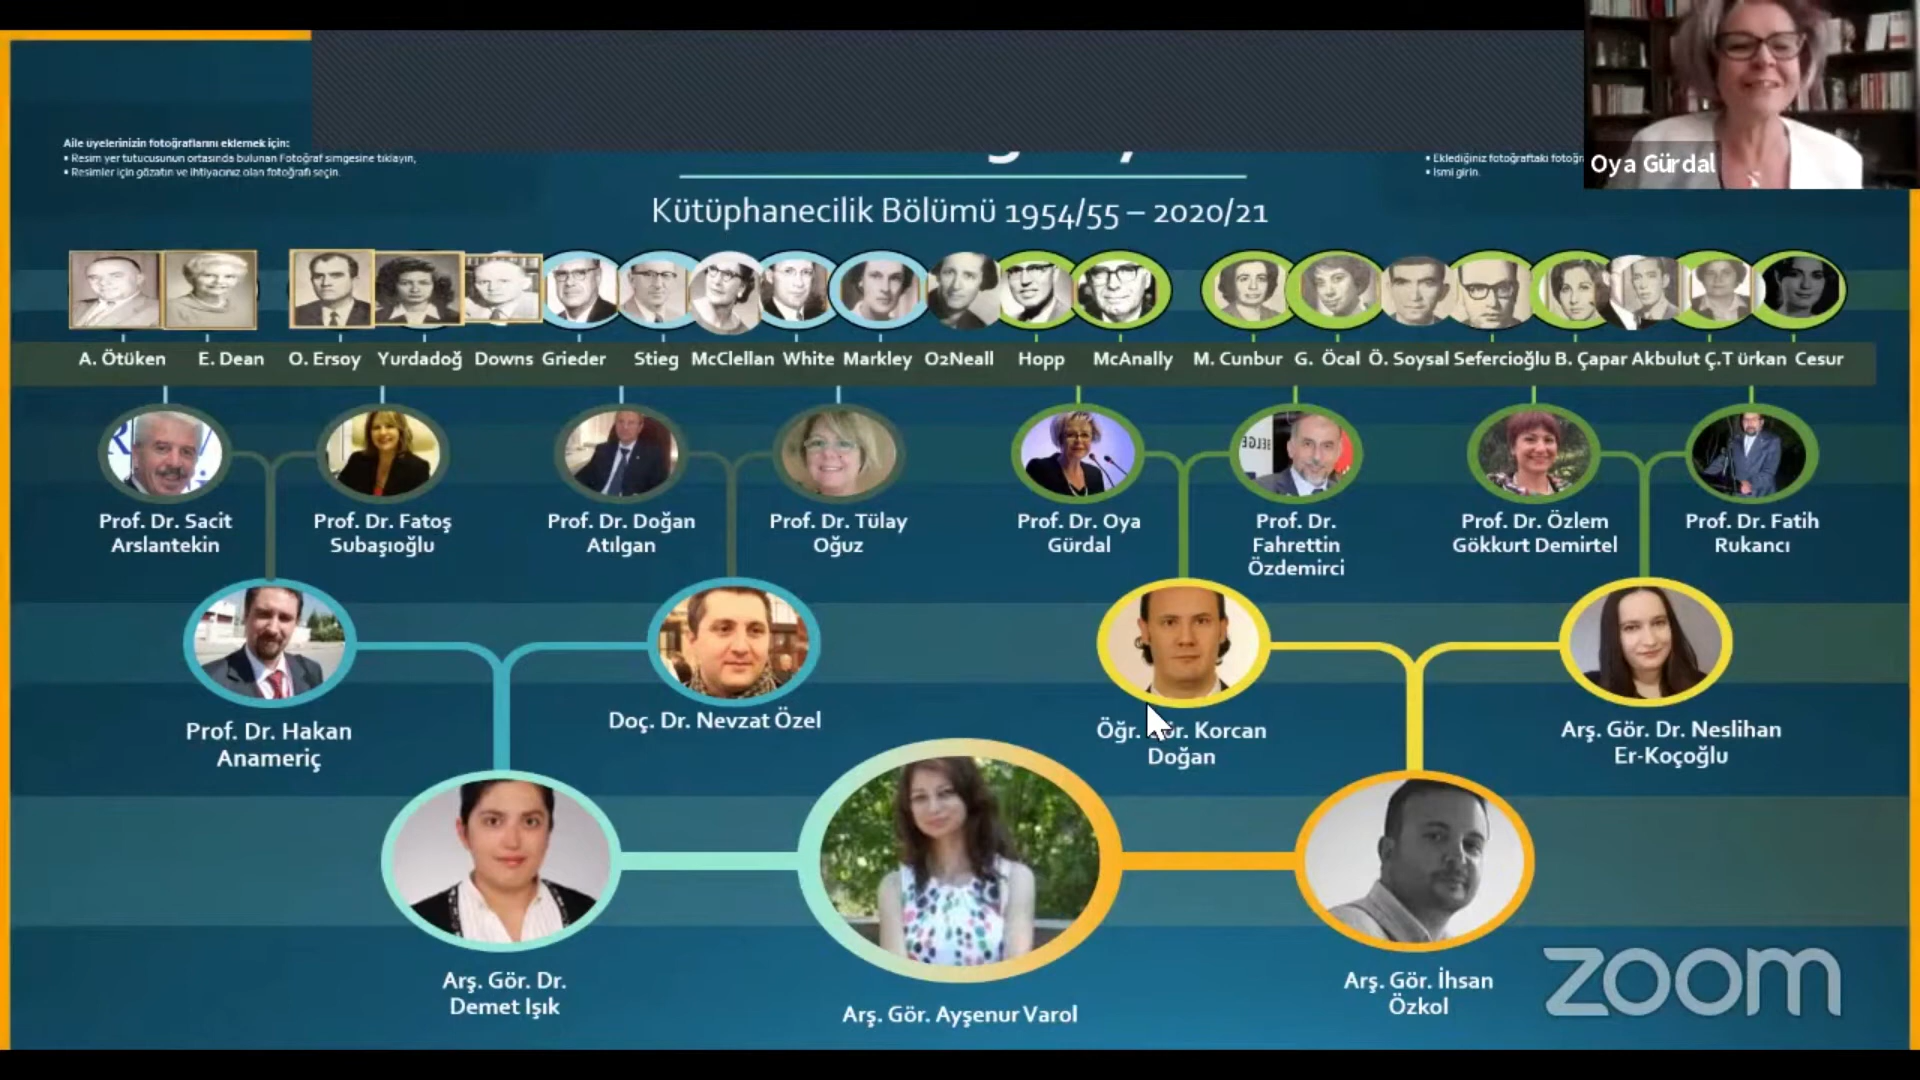 Aile üyelerinizin fotoğraflarını eklemek için:
• Resim yer tutucusunun ortasında bulunan Fotoğraf simgesine tıklayın,
• Resimler için gözatın ve ihtiyacınız olan fotoğrafı seçin.
• Eklediğiniz fotoğraftaki
• İsmi girin.
Oya Gürdal
Kütüphanecilik Bölümü 1954/55 – 2020/21
A. Ötüken E. Dean O. Ersoy Yurdadoğ Downs Grieder Stieg McClellan White Markley O2Neall Hopp McAnally M. Cunbur G. Öcal Ö. Soysal Sefercioğlu B. Çapar Akbulut Ç.T ürkan Cesur
BELGE
Prof. Dr. Sacit
Arslantekin
Prof. Dr. Fatoş
Subaşıoğlu
Prof. Dr. Doğan
Atılgan
Prof. Dr. Tülay
Oğuz
Prof. Dr. Oya
Gürdal
Prof. Dr.
Fahrettin
Özdemirci
Prof. Dr. Özlem
Gökkurt Demirtel
Prof. Dr. Fatih
Rukancı
Prof. Dr. Hakan
Anameriç
Doç. Dr. Nevzat Özel
Öğr. Gör. Korcan
Doğan
Arş. Gör. Dr. Neslihan
Er-Koçoğlu
Arş. Gör. Dr.
Demet Işık
Arş. Gör. Ayşenur Varol
Arş. Gör. İhsan
Özkol
zoom